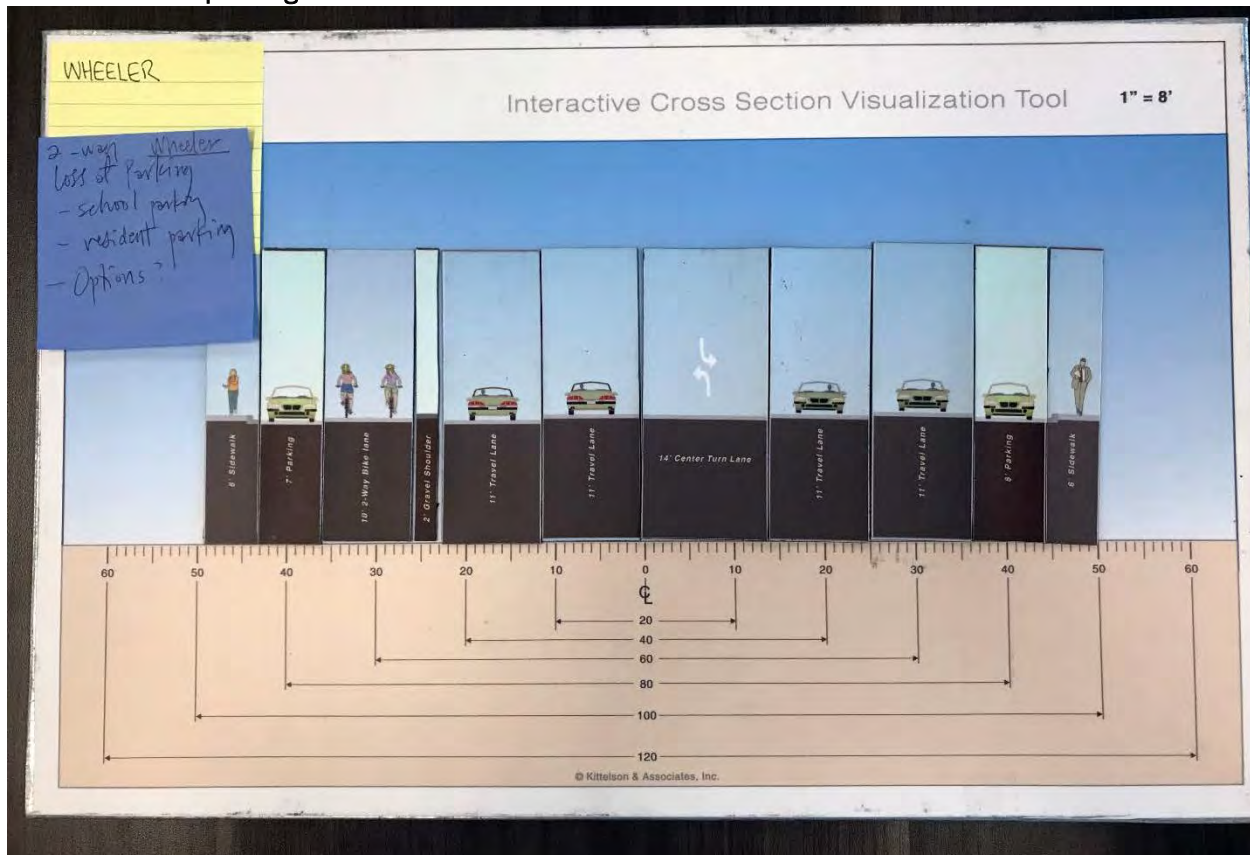 WHEELER
2-way Wheeler
Loss of Parking
- school parking
- resident parking
- Options?
Interactive Cross Section Visualization Tool
1" = 8'
6' Sidewalk
7' Parking
10' 2-Way Bike lane
2' Gravel Shoulder
11' Travel Lane
11' Travel Lane
14' Center Turn Lane
11' Travel Lane
11' Travel Lane
8' Parking
6' Sidewalk
60 50 40 30 20 10 0 10 20 30 40 50 60
℄
20
40
60
80
100
120
© Kittelson & Associates, Inc.